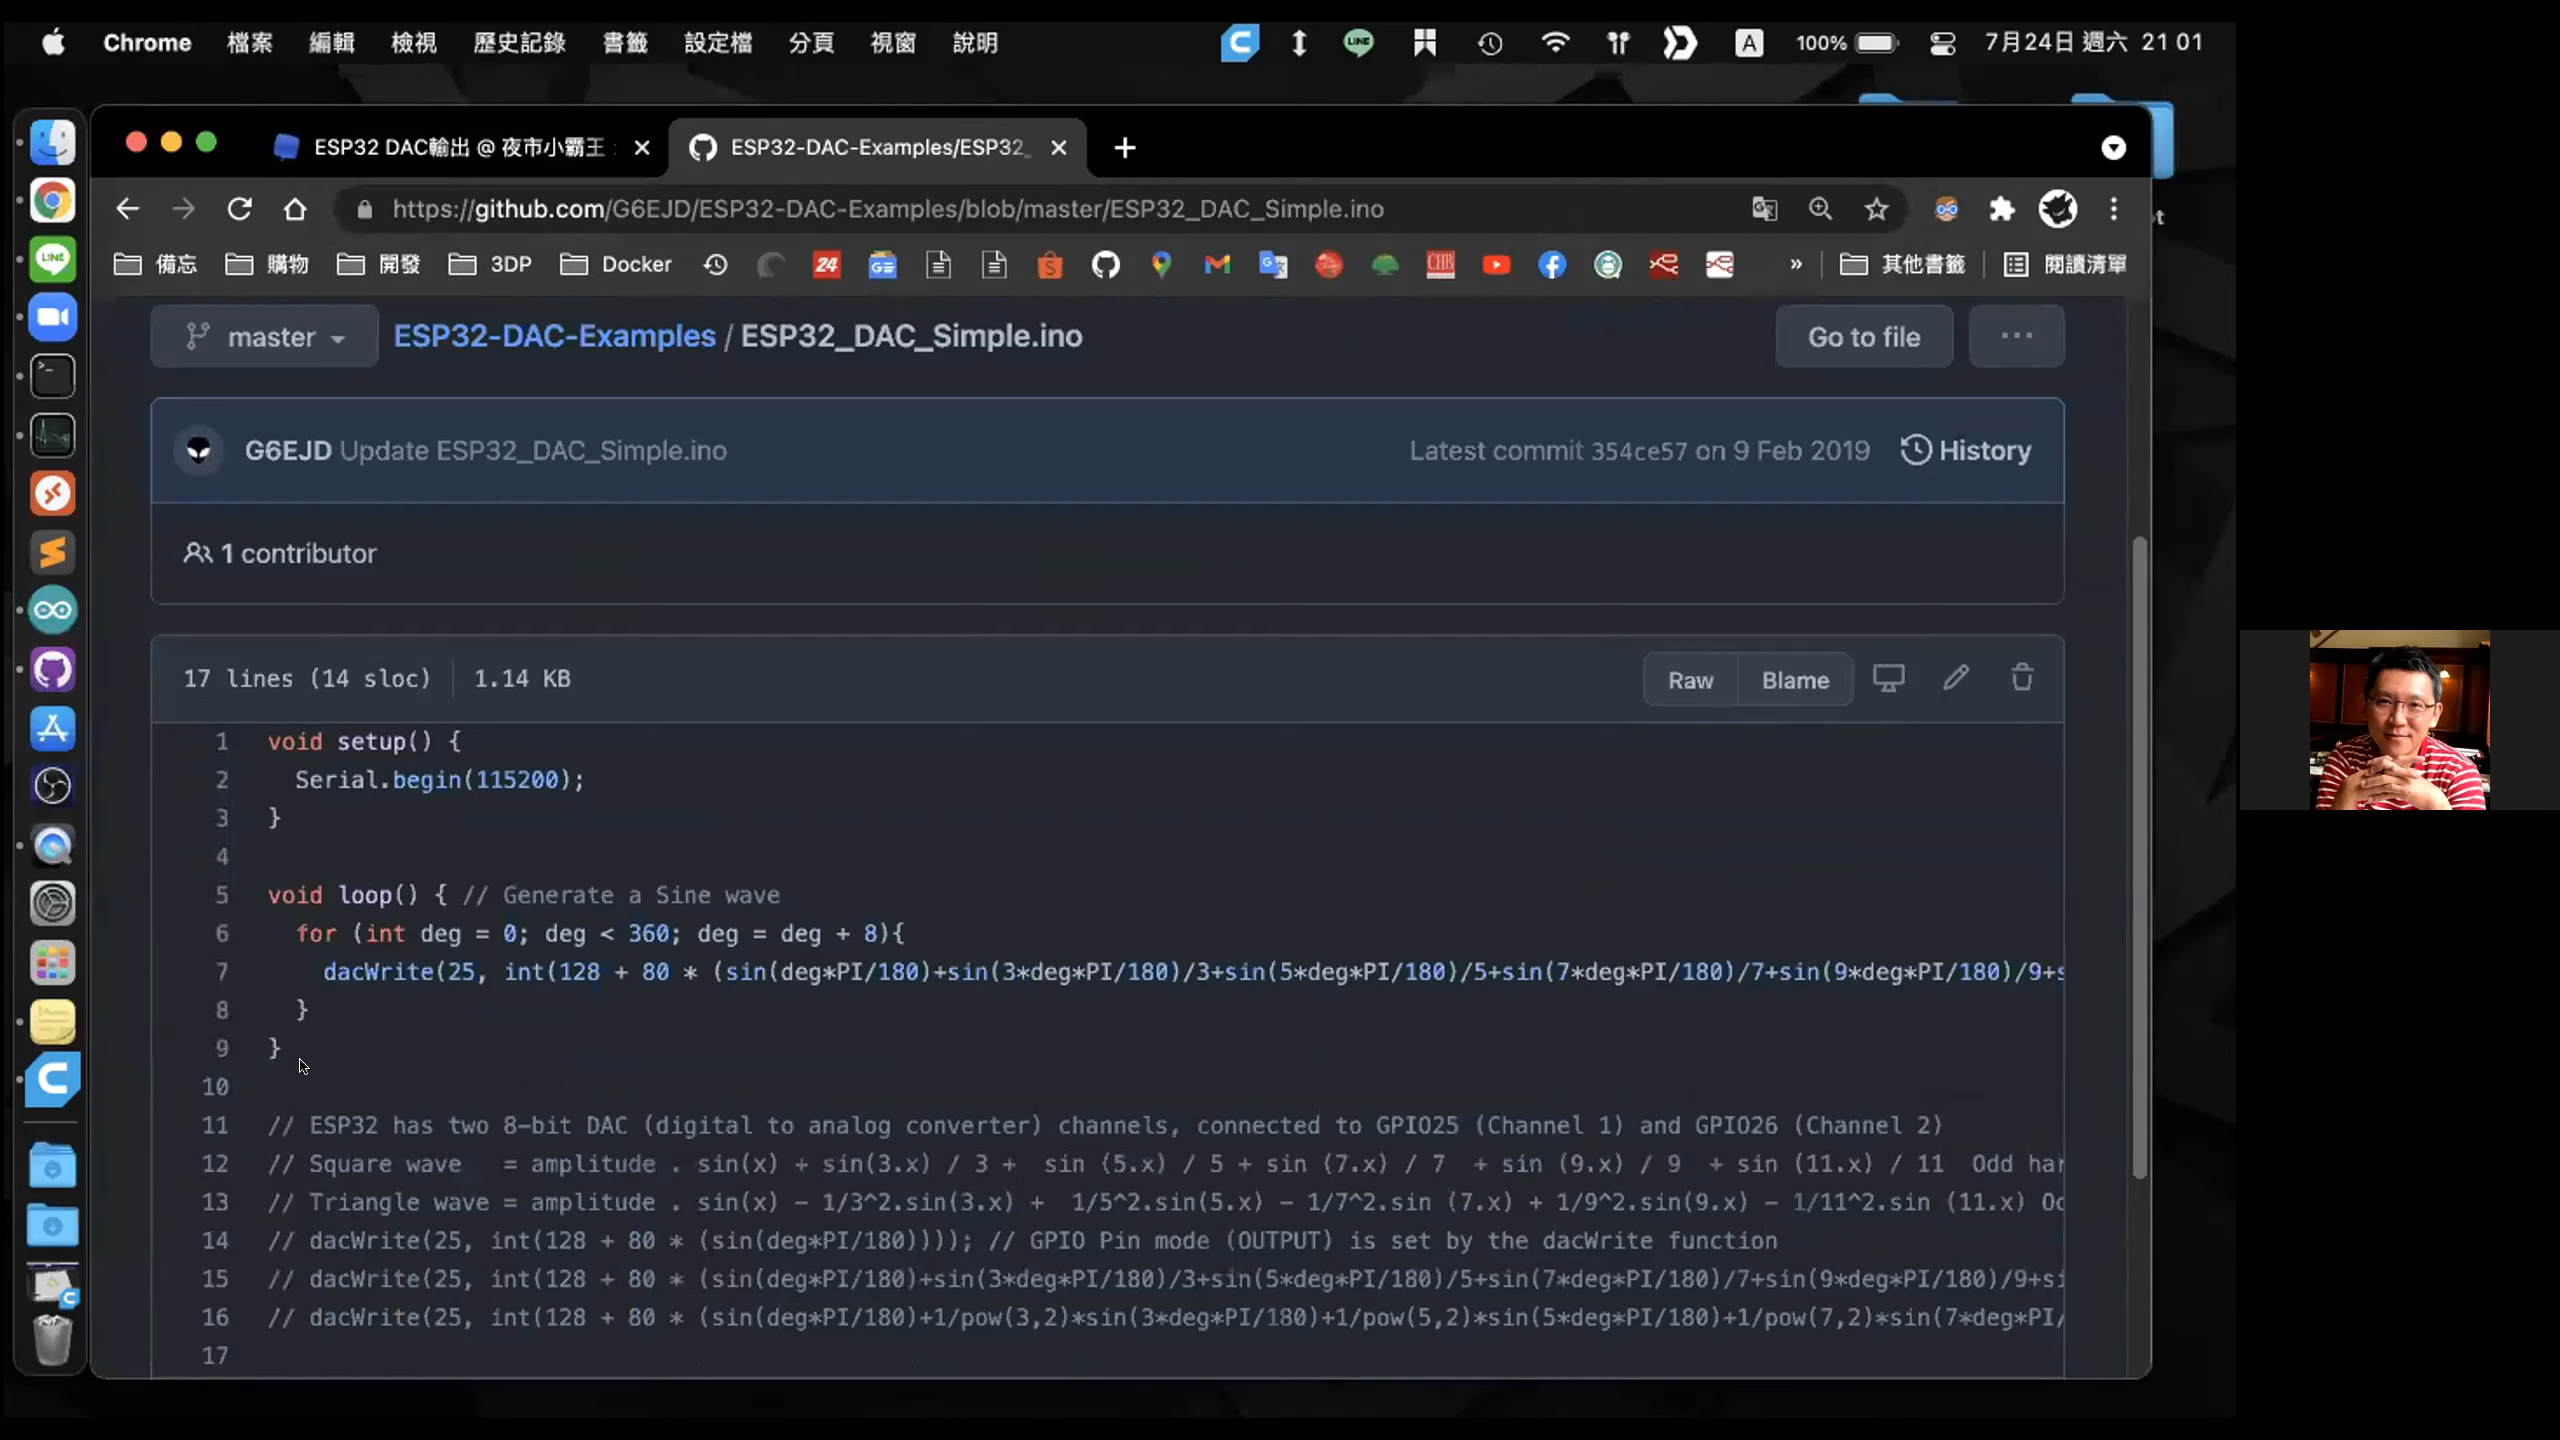 Chrome 檔案 編輯 檢視 歷史記錄 書籤 設定檔 分頁 視窗 說明 LINE A 100% 7月24日 週六 21 01
ESP32 DAC輸出 @ 夜市小霸王 ESP32-DAC-Examples/ESP32_
https://github.com/G6EJD/ESP32-DAC-Examples/blob/master/ESP32_DAC_Simple.ino
備忘 購物 開發 3DP Docker 24 GE CHB » 其他書籤 閱讀清單
master ESP32-DAC-Examples / ESP32_DAC_Simple.ino Go to file ...
G6EJD Update ESP32_DAC_Simple.ino Latest commit 354ce57 on 9 Feb 2019 History
1 contributor
17 lines (14 sloc) 1.14 KB Raw Blame
1 void setup() {
2 Serial.begin(115200);
3 }
4
5 void loop() { // Generate a Sine wave
6 for (int deg = 0; deg < 360; deg = deg + 8){
7 dacWrite(25, int(128 + 80 * (sin(deg*PI/180)+sin(3*deg*PI/180)/3+sin(5*deg*PI/180)/5+sin(7*deg*PI/180)/7+sin(9*deg*PI/180)/9+s
8 }
9 }
10
11 // ESP32 has two 8-bit DAC (digital to analog converter) channels, connected to GPIO25 (Channel 1) and GPIO26 (Channel 2)
12 // Square wave = amplitude . sin(x) + sin(3.x) / 3 + sin (5.x) / 5 + sin (7.x) / 7 + sin (9.x) / 9 + sin (11.x) / 11 Odd har
13 // Triangle wave = amplitude . sin(x) - 1/3^2.sin(3.x) + 1/5^2.sin(5.x) - 1/7^2.sin (7.x) + 1/9^2.sin(9.x) - 1/11^2.sin (11.x) Od
14 // dacWrite(25, int(128 + 80 * (sin(deg*PI/180)))); // GPIO Pin mode (OUTPUT) is set by the dacWrite function
15 // dacWrite(25, int(128 + 80 * (sin(deg*PI/180)+sin(3*deg*PI/180)/3+sin(5*deg*PI/180)/5+sin(7*deg*PI/180)/7+sin(9*deg*PI/180)/9+si
16 // dacWrite(25, int(128 + 80 * (sin(deg*PI/180)+1/pow(3,2)*sin(3*deg*PI/180)+1/pow(5,2)*sin(5*deg*PI/180)+1/pow(7,2)*sin(7*deg*PI/
17